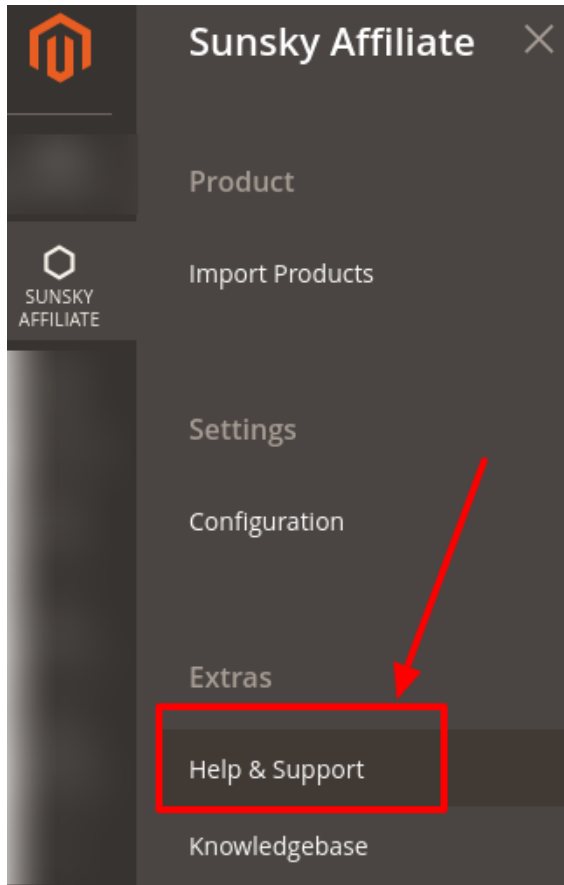 Sunsky Affiliate
Product
Import Products
SUNSKY
AFFILIATE
Settings
Configuration
Extras
Help & Support
Knowledgebase